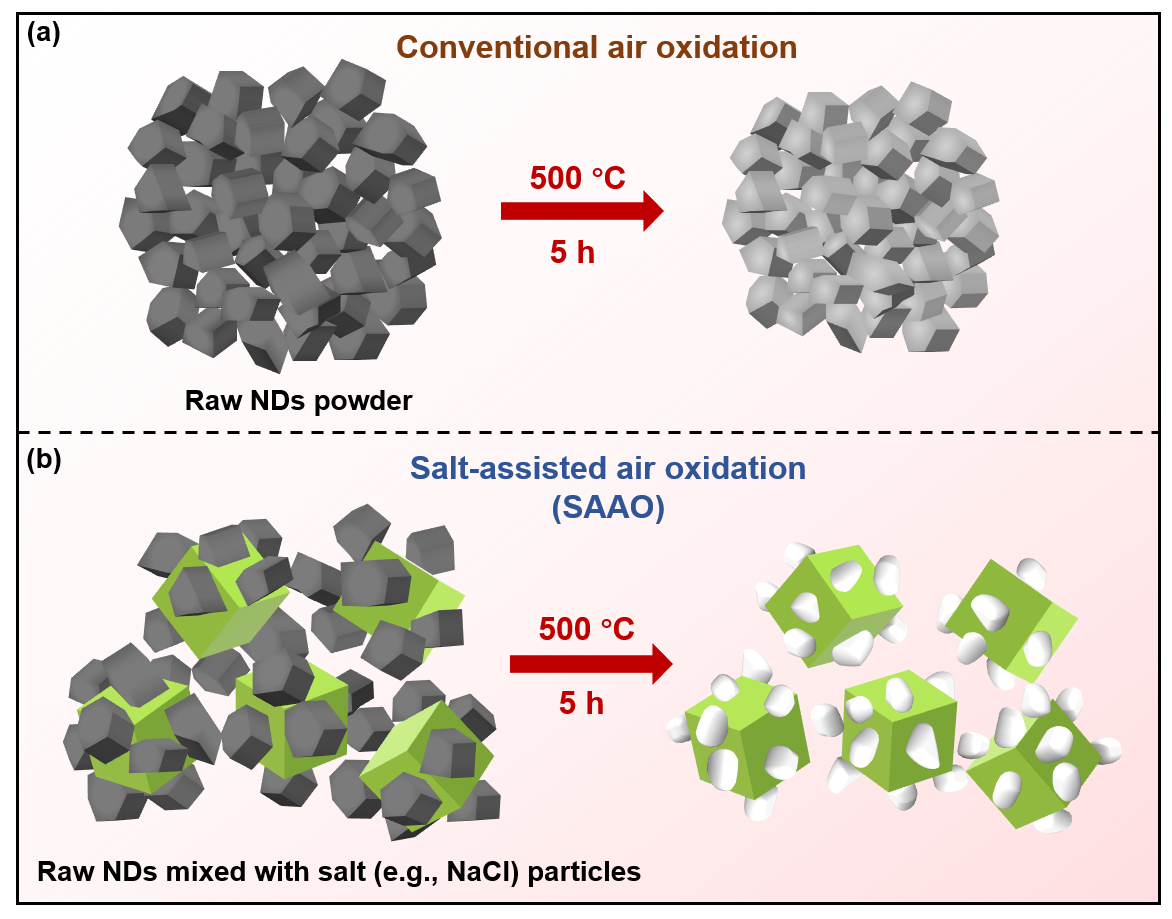 (a)
Conventional air oxidation
500 °C
5 h
Raw NDs powder
(b)
Salt-assisted air oxidation
(SAAO)
500 °C
5 h
Raw NDs mixed with salt (e.g., NaCl) particles